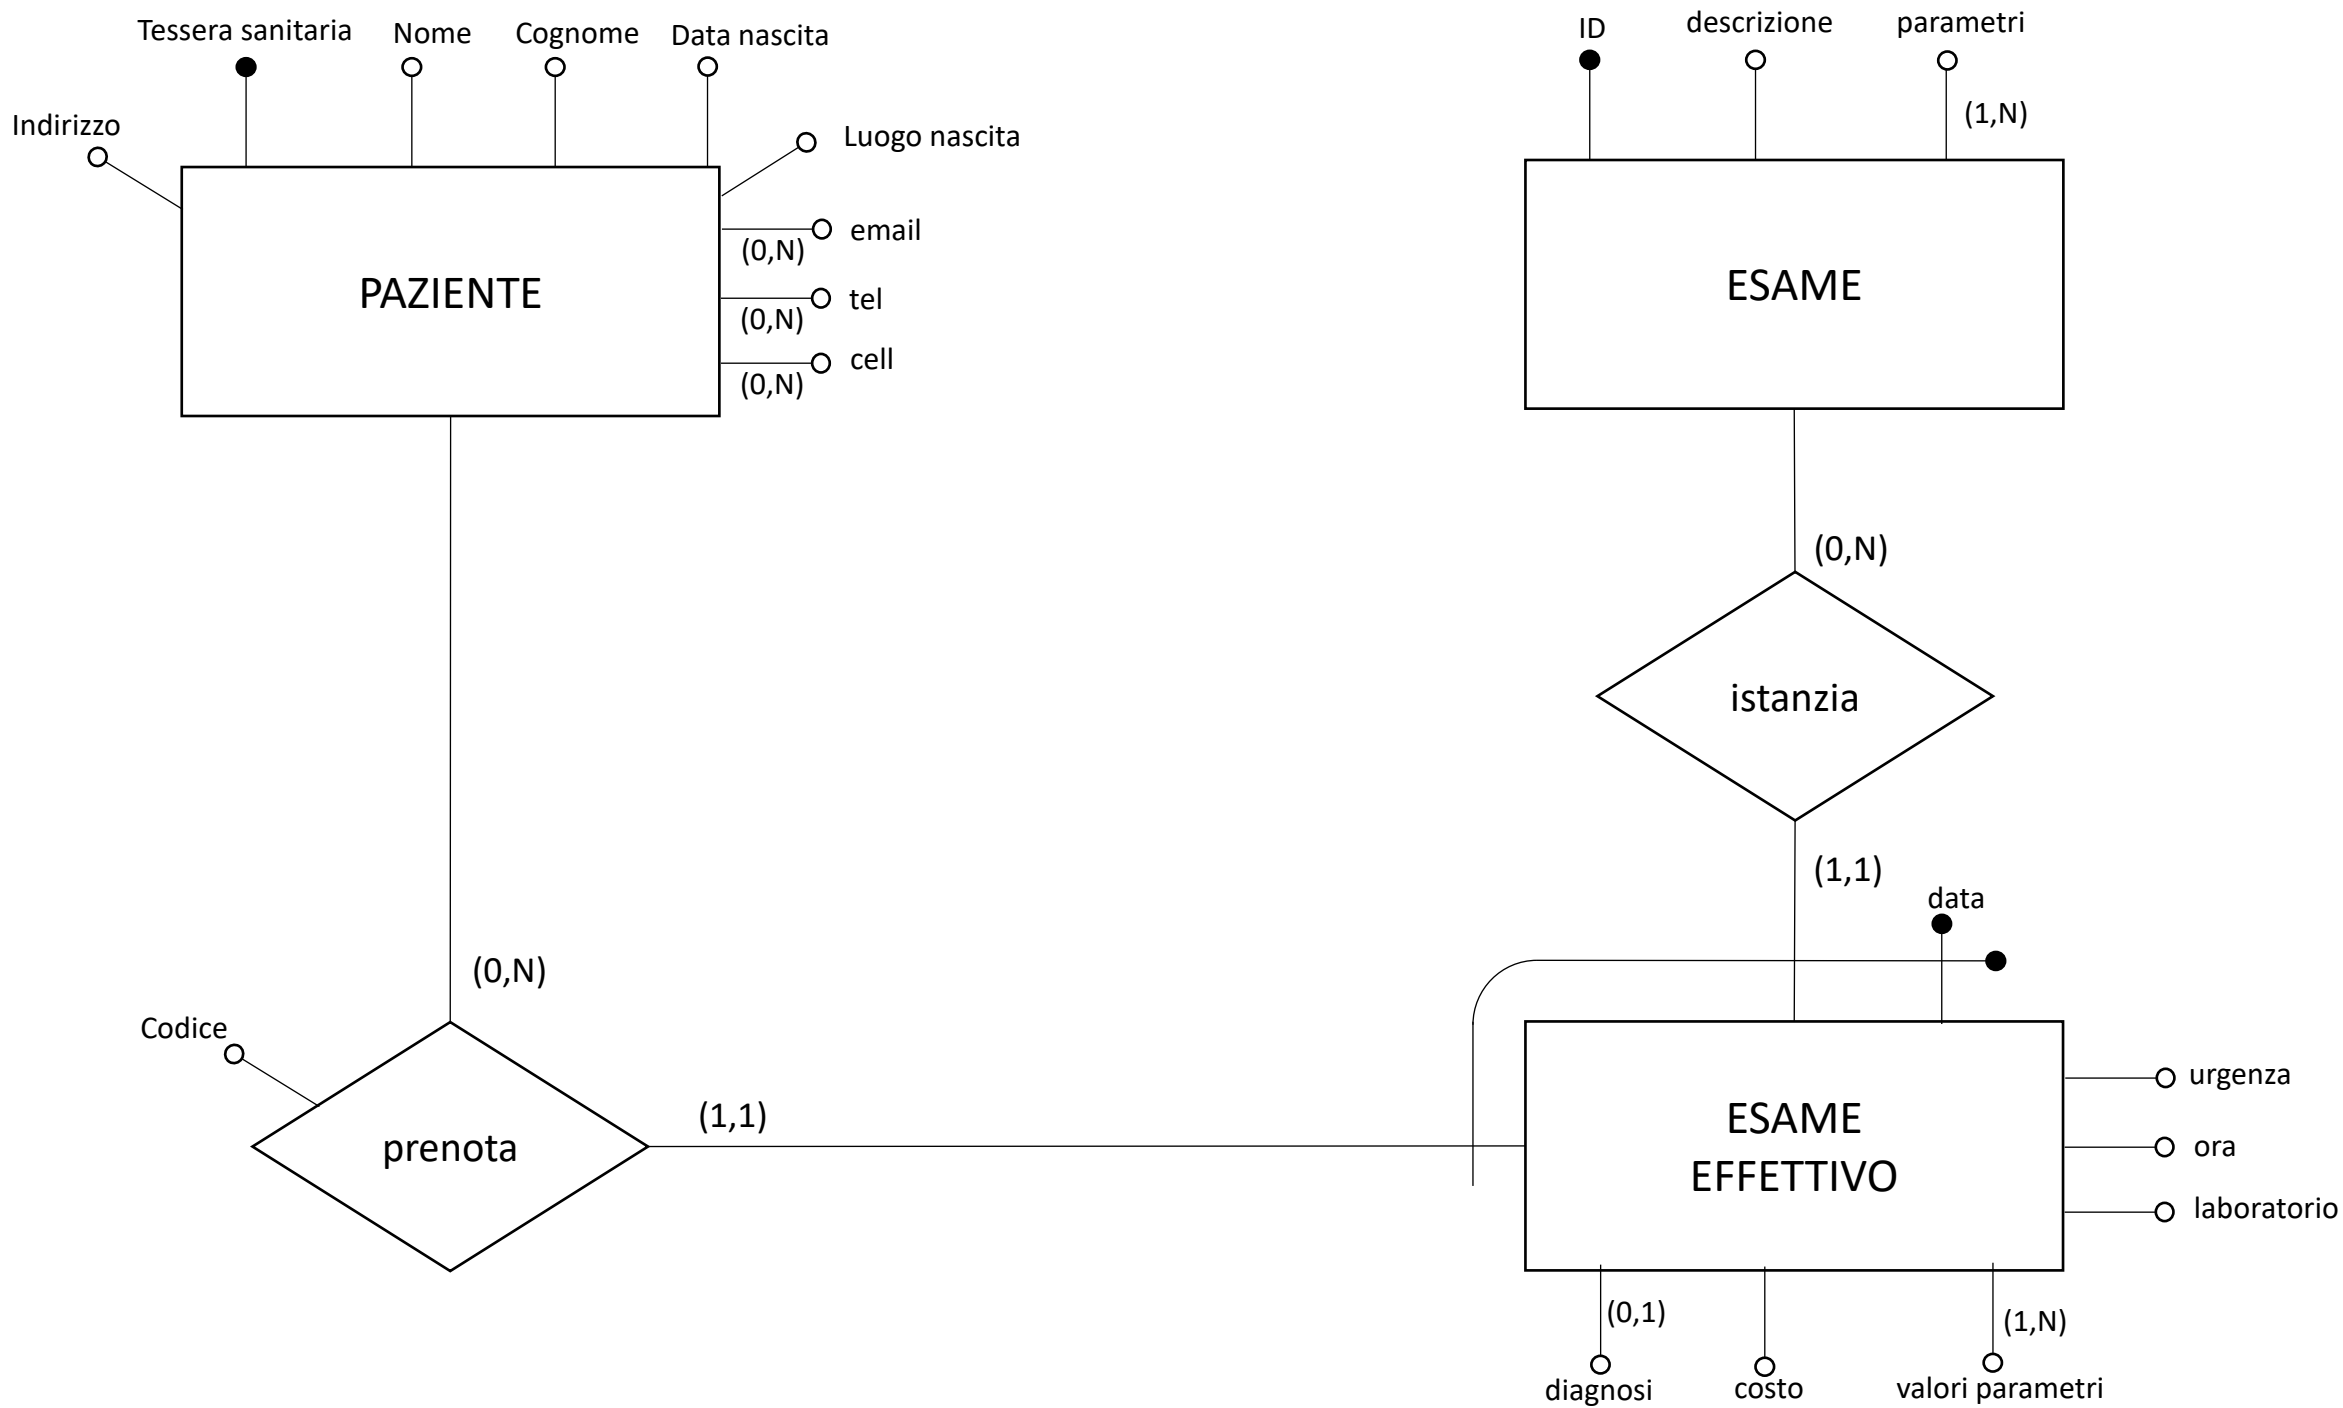 Tessera sanitaria
Nome
Cognome
Data nascita
Indirizzo
Luogo nascita
email
(0,N)
tel
(0,N)
cell
(0,N)
PAZIENTE
ID
descrizione
parametri
(1,N)
ESAME
(0,N)
istanzia
(1,1)
data
(0,N)
Codice
prenota
(1,1)
ESAME
EFFETTIVO
urgenza
ora
laboratorio
(0,1)
(1,N)
diagnosi
costo
valori parametri